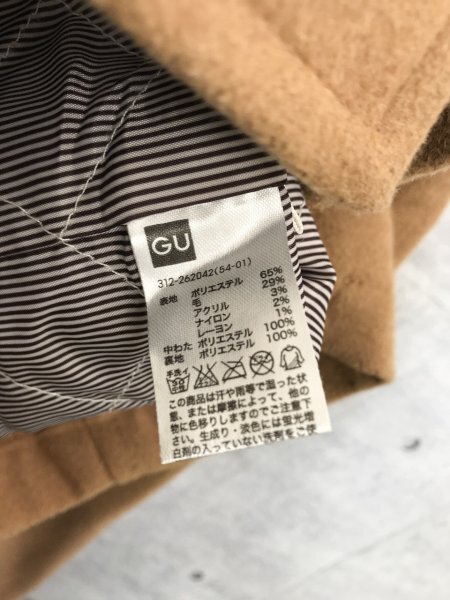 GU
312-262042(54-01)
表地 ポリエステル 65%
毛 29%
アクリル 3%
ナイロン 2%
レーヨン 1%
中わた ポリエステル 100%
裏地 ポリエステル 100%
手洗イ
この商品は汗や雨等で湿った状
態、または摩擦によって、他の
物に色移りしますのでご注意下
さい。生成り・淡色には蛍光増
白剤の入っていない洗剤をご使